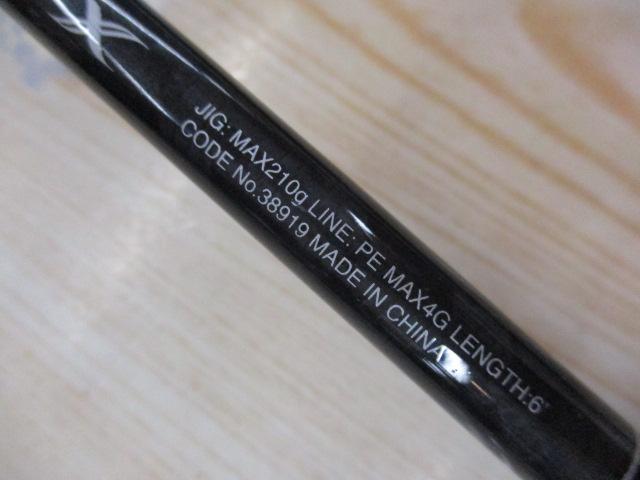 JIG: MAX210g LINE: PE MAX4G LENGTH:6'
CODE No.38919 MADE IN CHINA